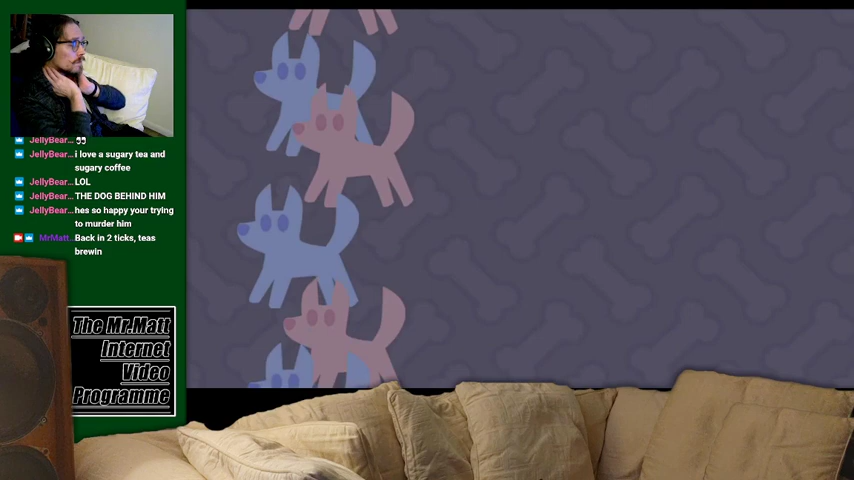 JellyBear...
JellyBear... i love a sugary tea and
sugary coffee
JellyBear... LOL
JellyBear... THE DOG BEHIND HIM
JellyBear... hes so happy your trying
to murder him
MrMatt... Back in 2 ticks, teas
brewin
The Mr.Matt
Internet
Video
Programme